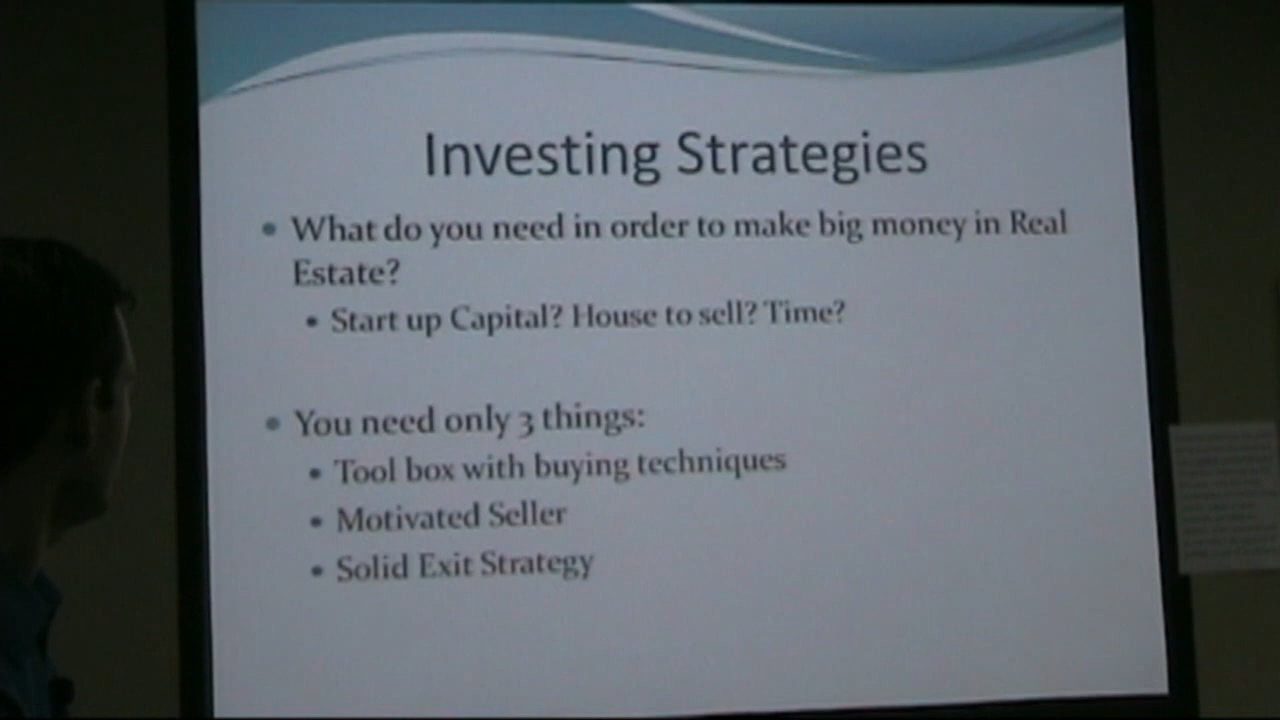 Investing Strategies
• What do you need in order to make big money in Real
Estate?
• Start up Capital? House to sell? Time?
• You need only 3 things:
• Tool box with buying techniques
• Motivated Seller
• Solid Exit Strategy